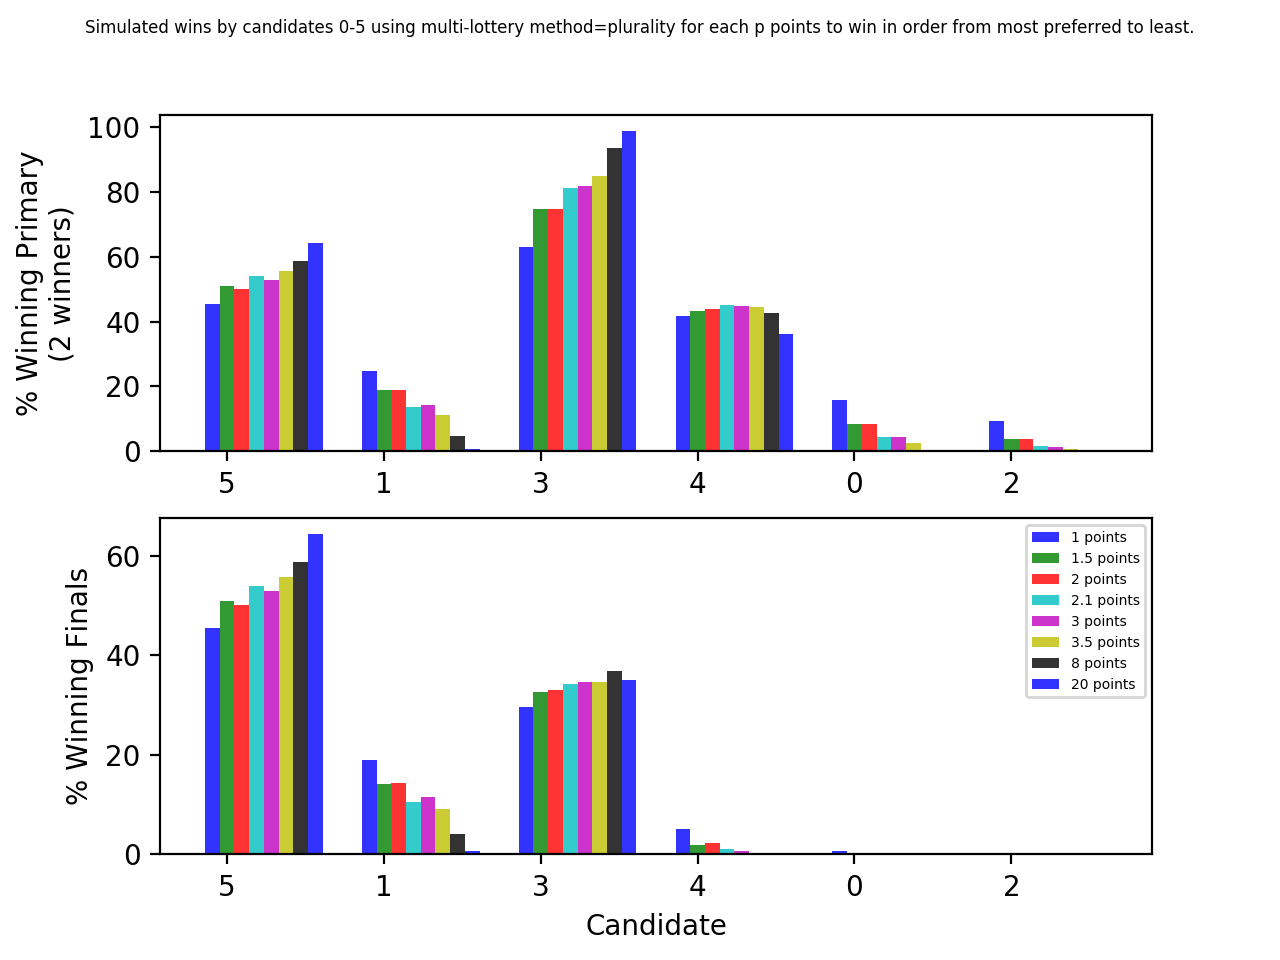 Simulated wins by candidates 0-5 using multi-lottery method=plurality for each p points to win in order from most preferred to least.
% Winning Primary
(2 winners)
100
80
60
40
20
0
5 1 3 4 0 2
% Winning Finals
60
40
20
0
1 points
1.5 points
2 points
2.1 points
3 points
3.5 points
8 points
20 points
5 1 3 4 0 2
Candidate